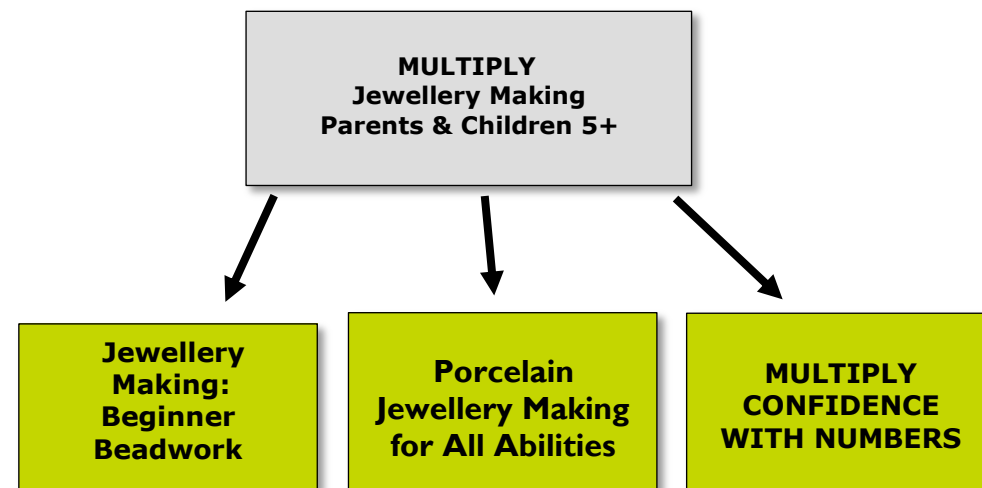 MULTIPLY
Jewellery Making
Parents & Children 5+
Jewellery
Making:
Beginner
Beadwork
Porcelain
Jewellery Making
for All Abilities
MULTIPLY
CONFIDENCE
WITH NUMBERS